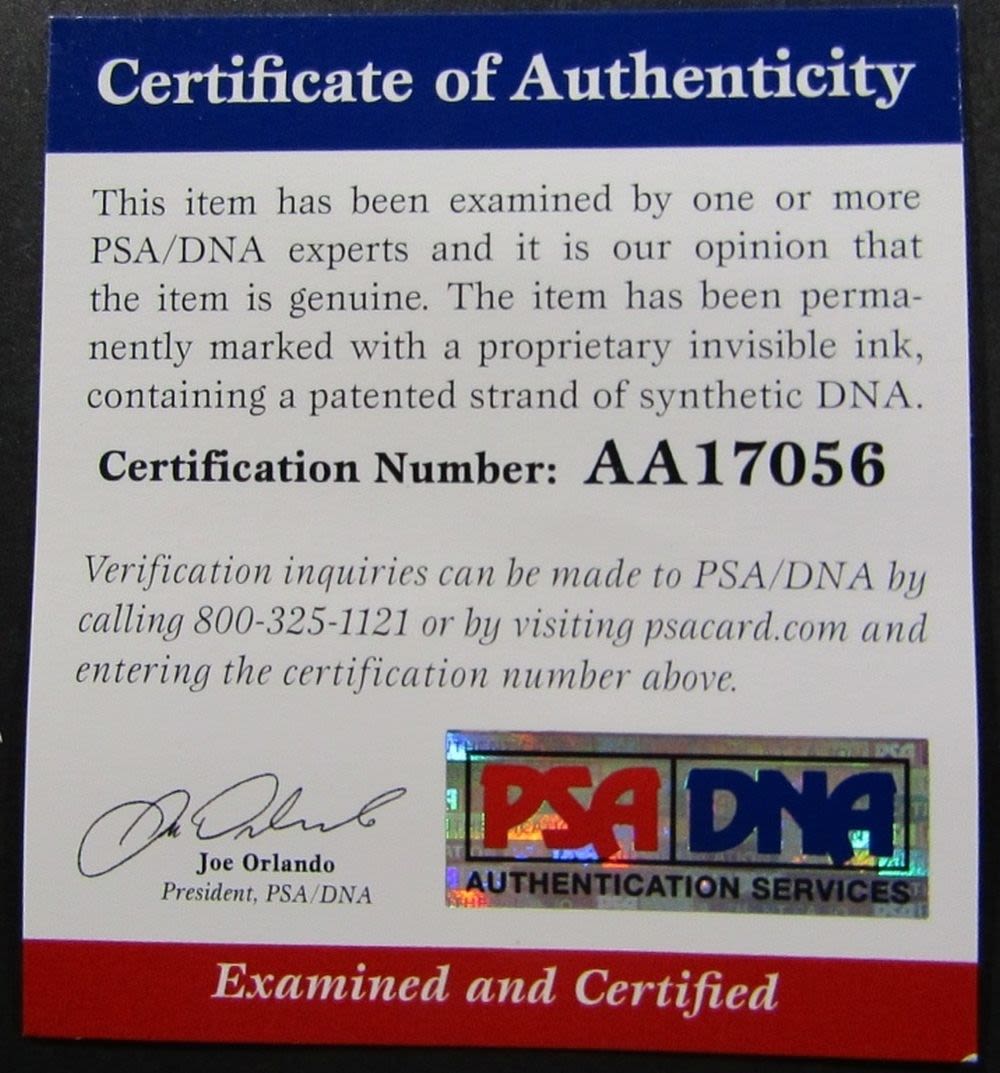 Certificate of Authenticity
This item has been examined by one or more
PSA/DNA experts and it is our opinion that
the item is genuine. The item has been perma-
nently marked with a proprietary invisible ink,
containing a patented strand of synthetic DNA.
Certification Number: AA17056
Verification inquiries can be made to PSA/DNA by
calling 800-325-1121 or by visiting psacard.com and
entering the certification number above.
PSA DNA
AUTHENTICATION SERVICES
Joe Orlando
President, PSA/DNA
Examined and Certified